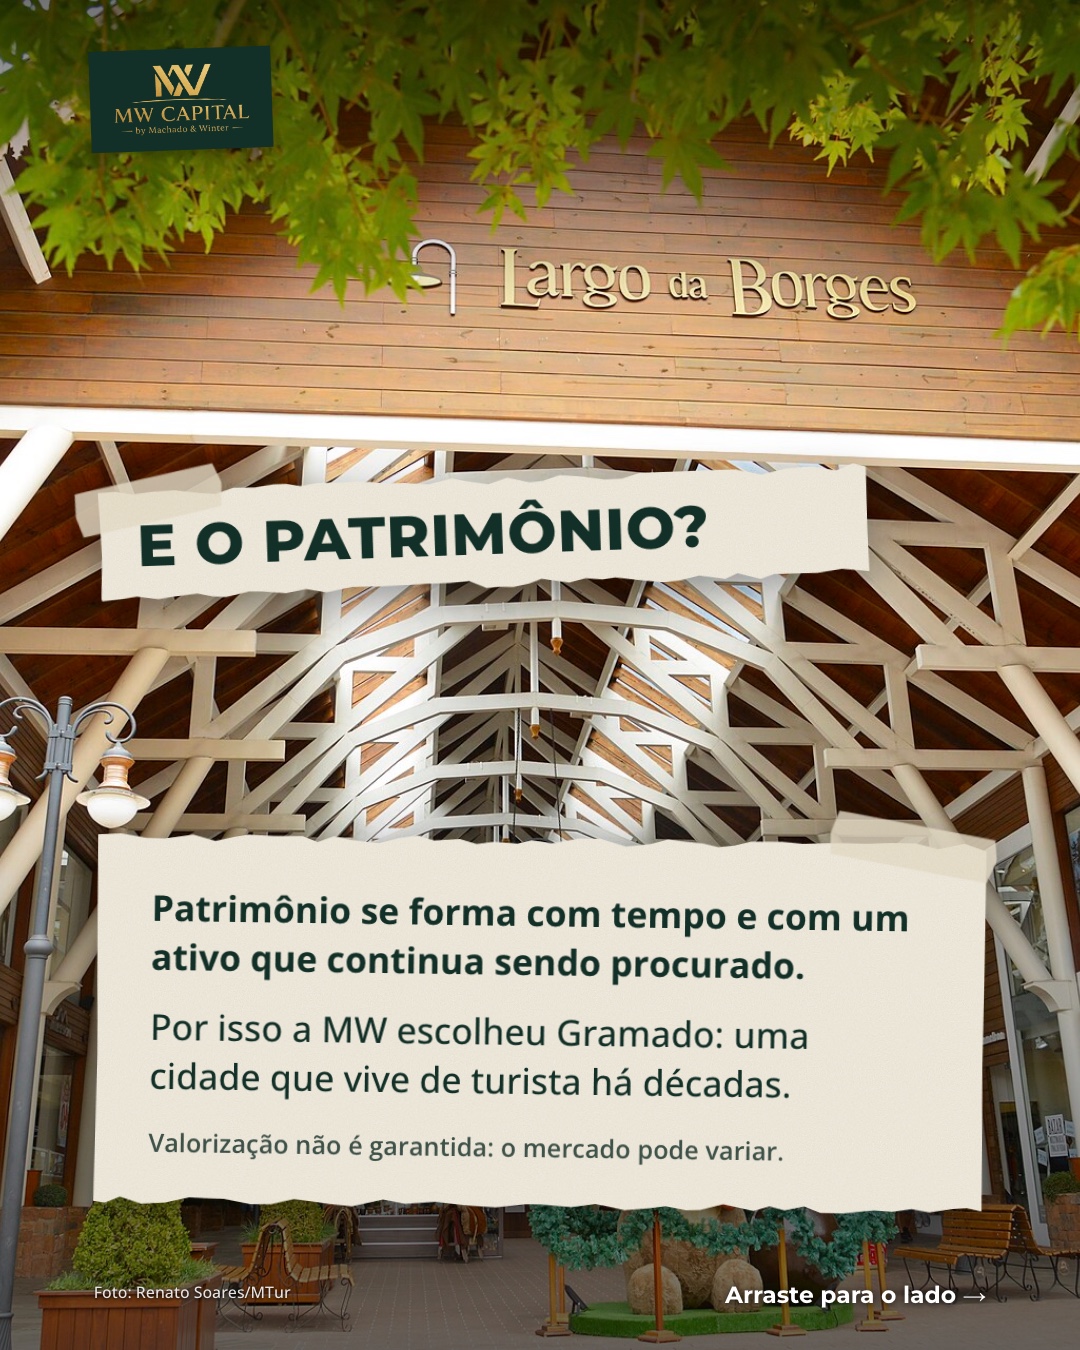 MW CAPITAL
by Machado & Winter
Largo da Borges
E O PATRIMÔNIO?
Patrimônio se forma com tempo e com um
ativo que continua sendo procurado.
Por isso a MW escolheu Gramado: uma
cidade que vive de turista há décadas.
Valorização não é garantida: o mercado pode variar.
BAZAR
Foto: Renato Soares/MTur
Arraste para o lado →